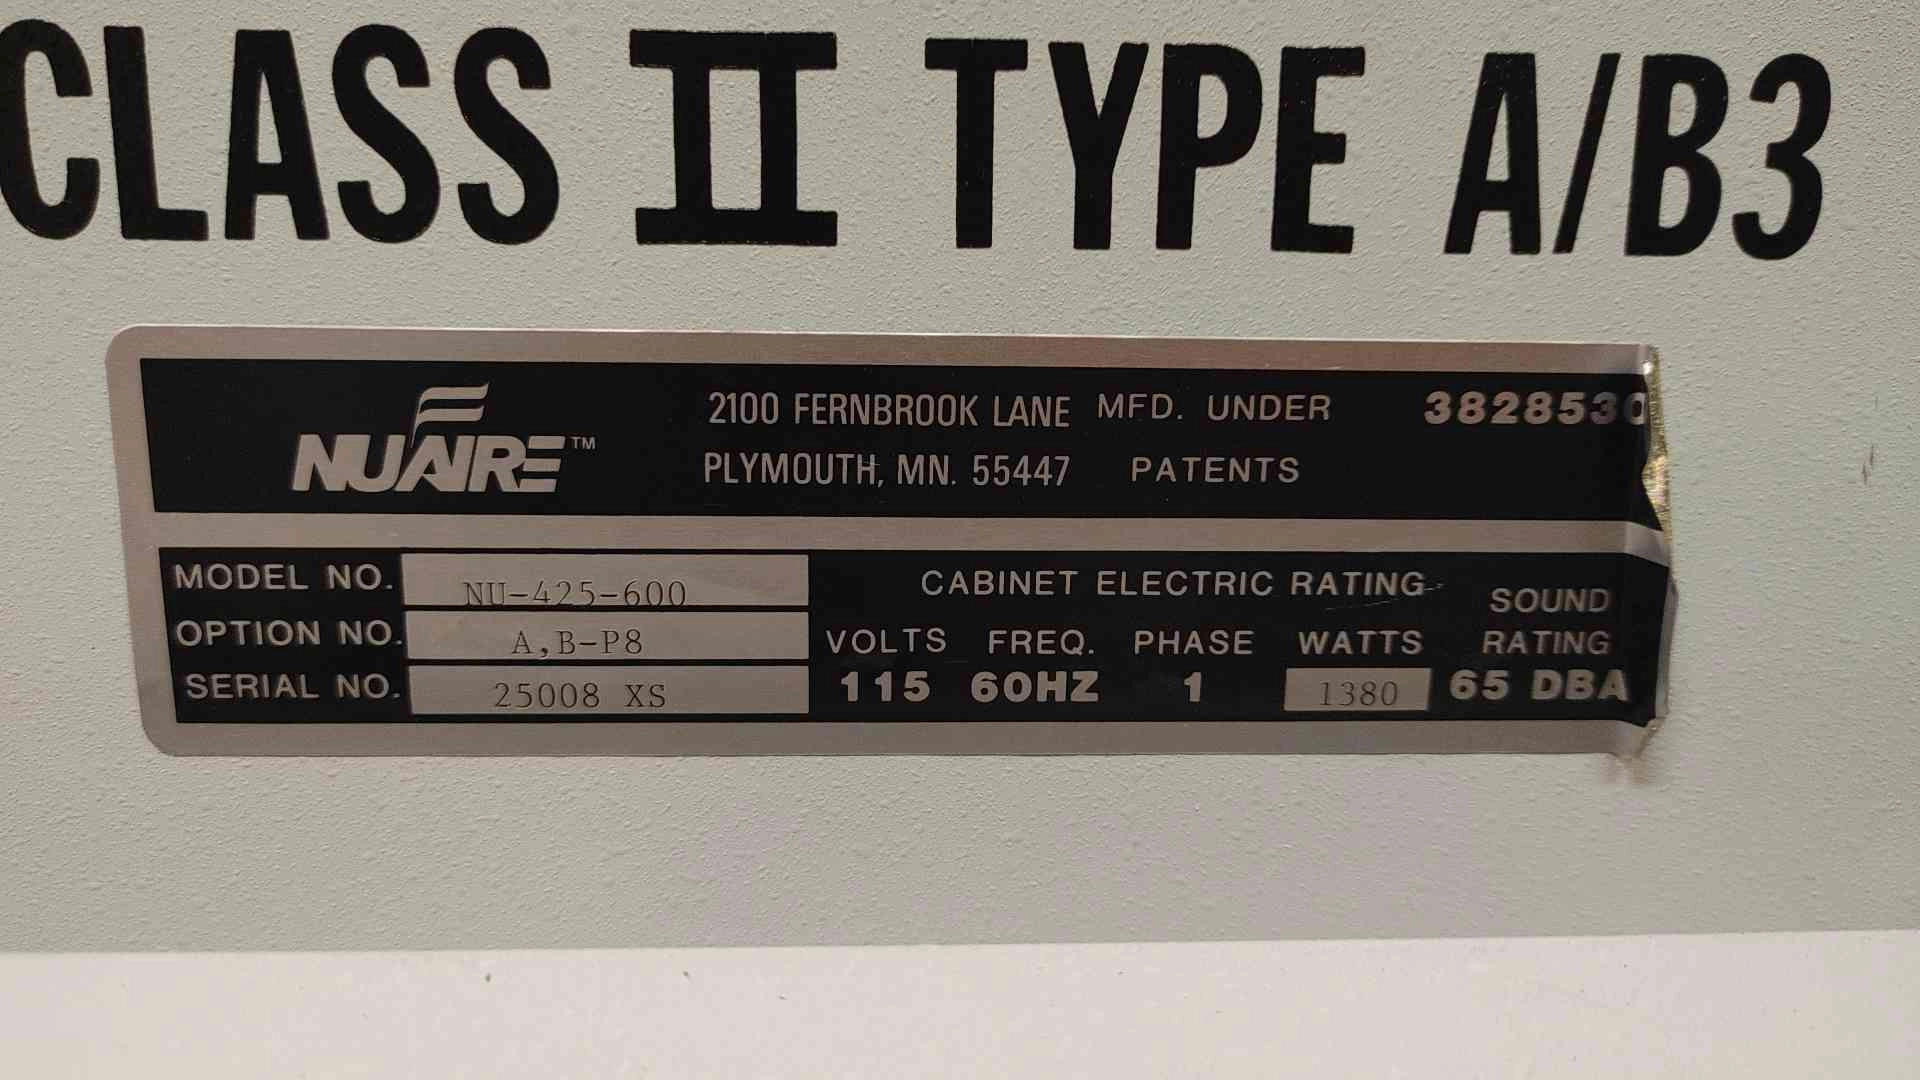 CLASS II TYPE A/B3
NUAIRE™
2100 FERNBROOK LANE
PLYMOUTH, MN. 55447
MFD. UNDER
PATENTS
3828530
MODEL NO. NU-425-600
OPTION NO. A,B-P8
SERIAL NO. 25008 XS
CABINET ELECTRIC RATING
VOLTS FREQ. PHASE WATTS
115 60HZ 1 1380
SOUND
RATING
65 DBA